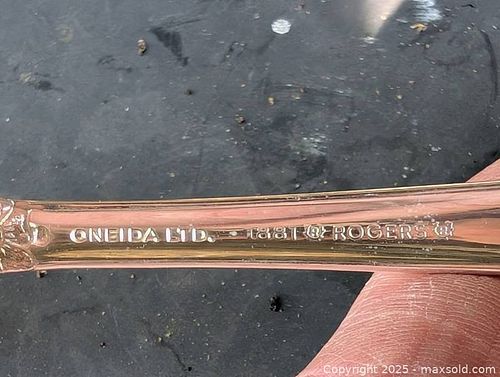 ONEIDA LTD. · 1881 ® ROGERS ®
Copyright 2025 - maxsold.com